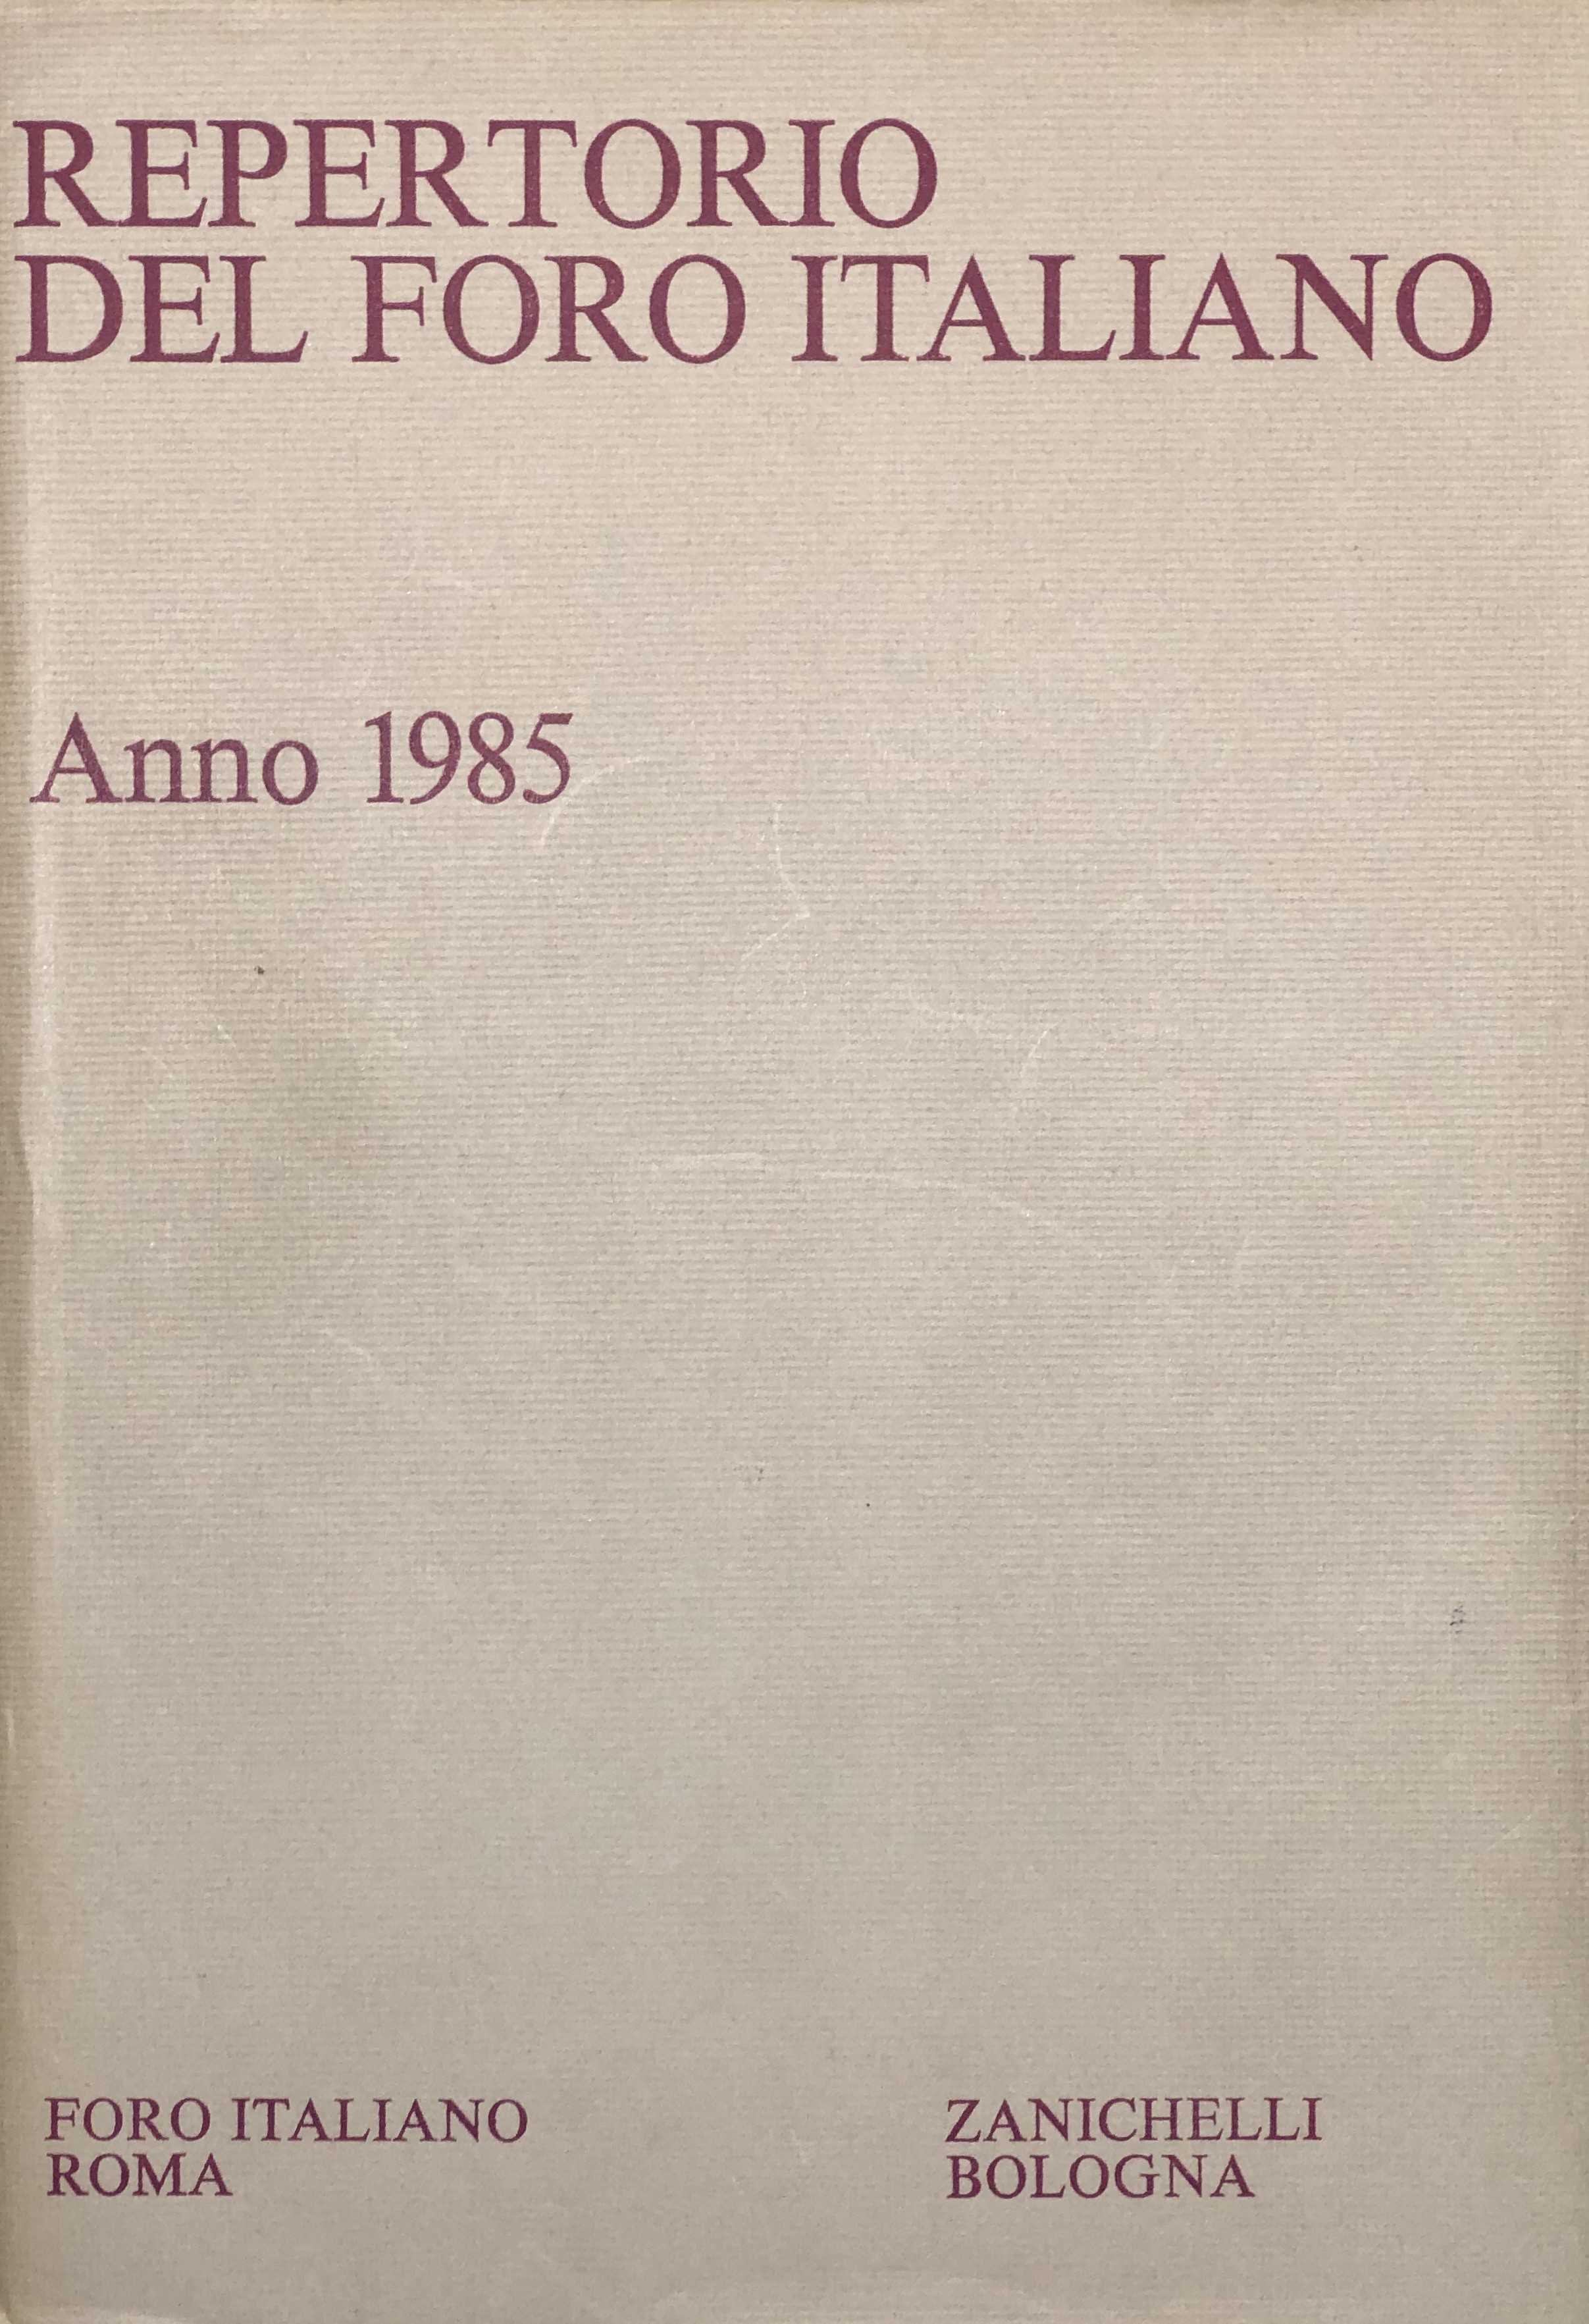 REPERTORIO
DEL FORO ITALIANO
Anno 1985
FORO ITALIANO
ROMA
ZANICHELLI
BOLOGNA